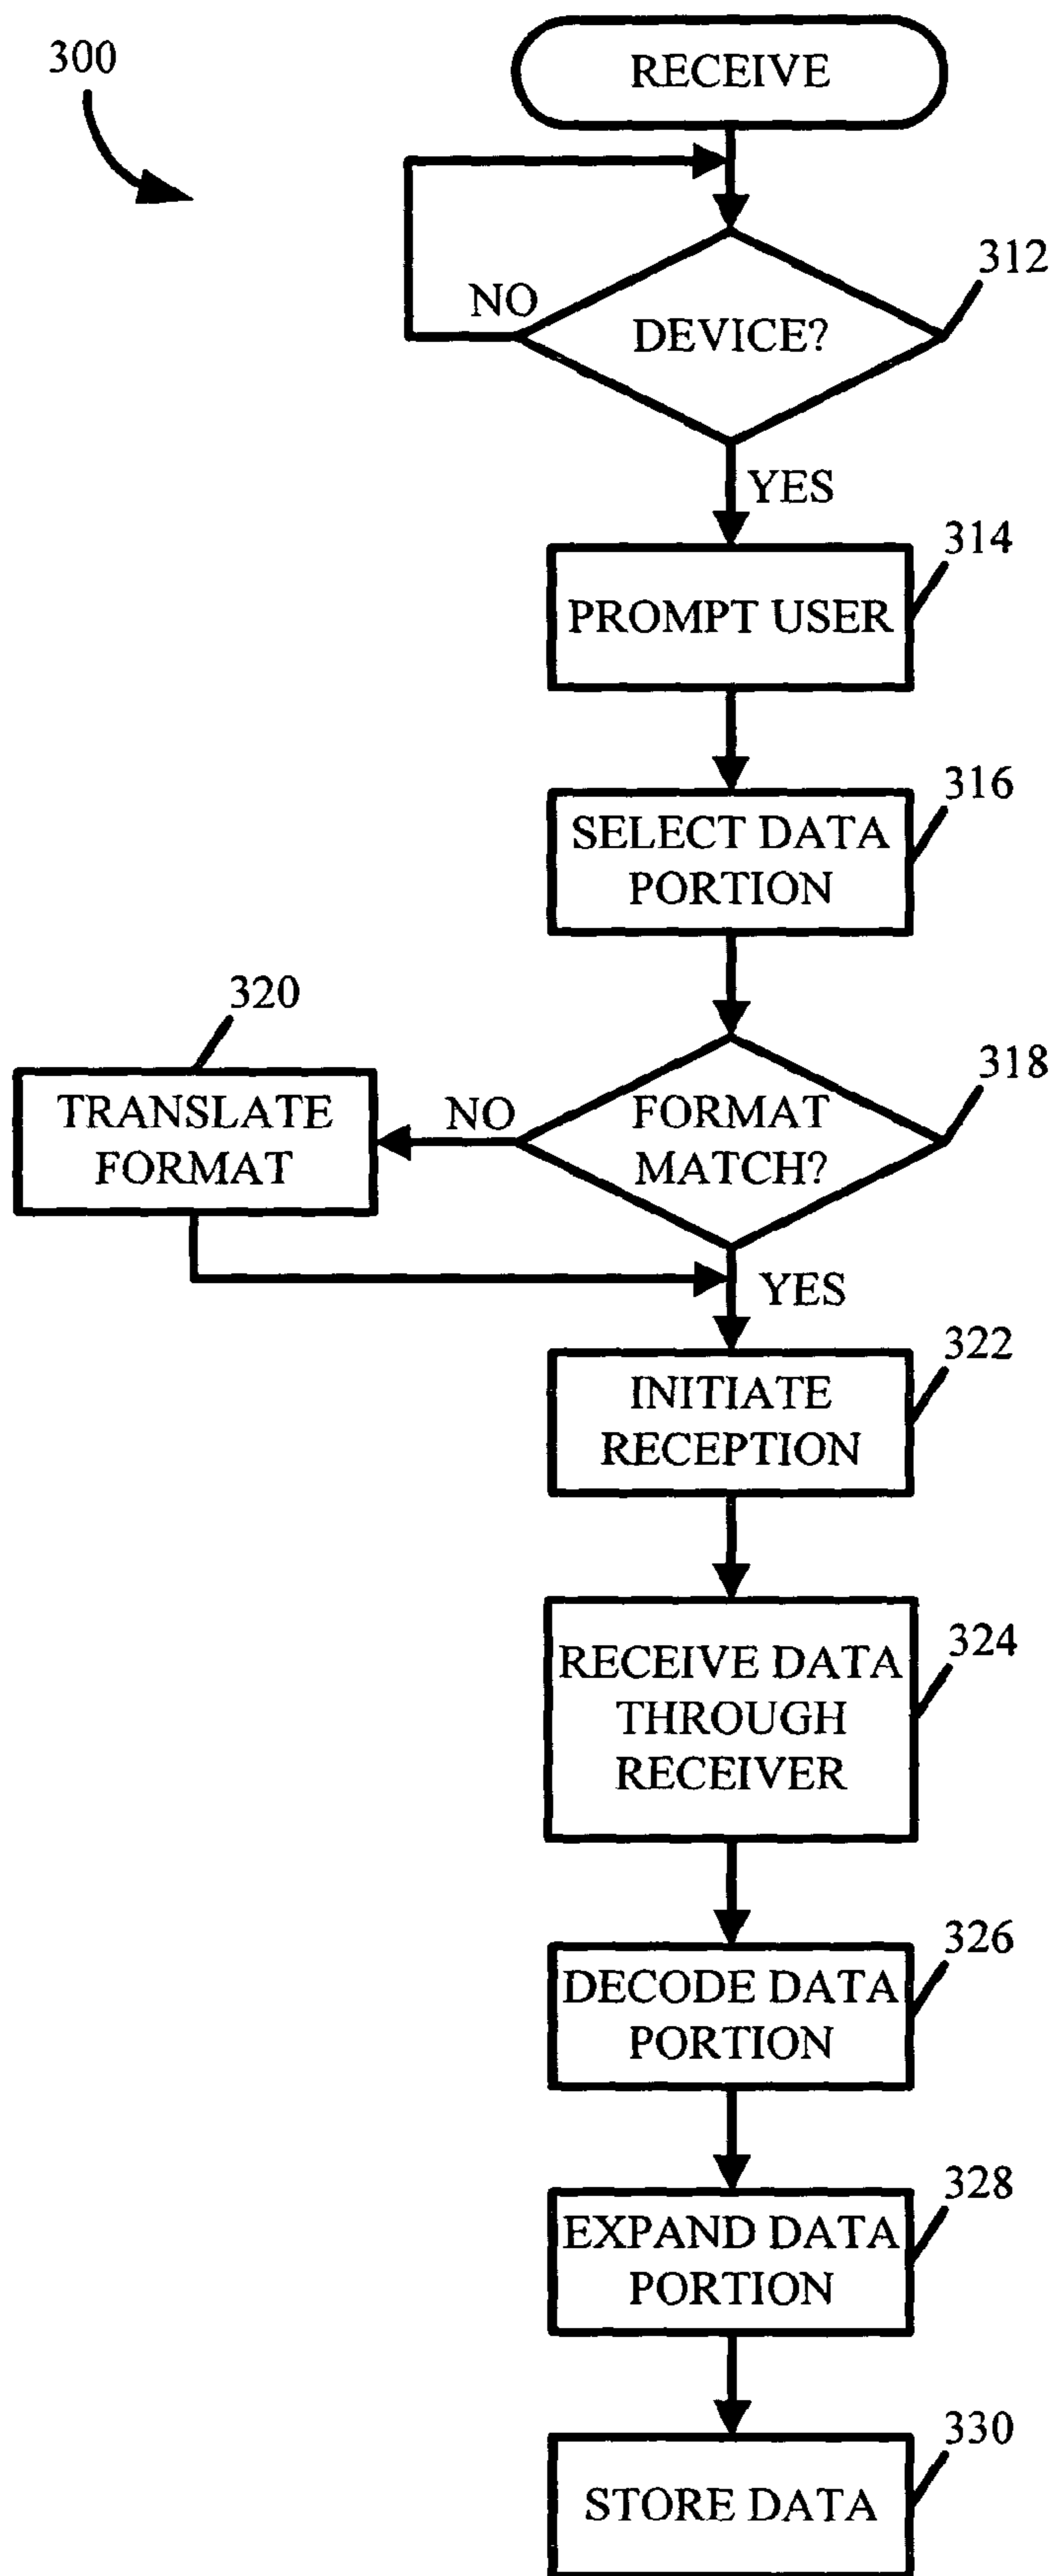 300
RECEIVE
312
NO
DEVICE?
YES
314
PROMPT USER
316
SELECT DATA
PORTION
320
318
TRANSLATE
FORMAT
NO
FORMAT
MATCH?
YES
322
INITIATE
RECEPTION
324
RECEIVE DATA
THROUGH
RECEIVER
326
DECODE DATA
PORTION
328
EXPAND DATA
PORTION
330
STORE DATA